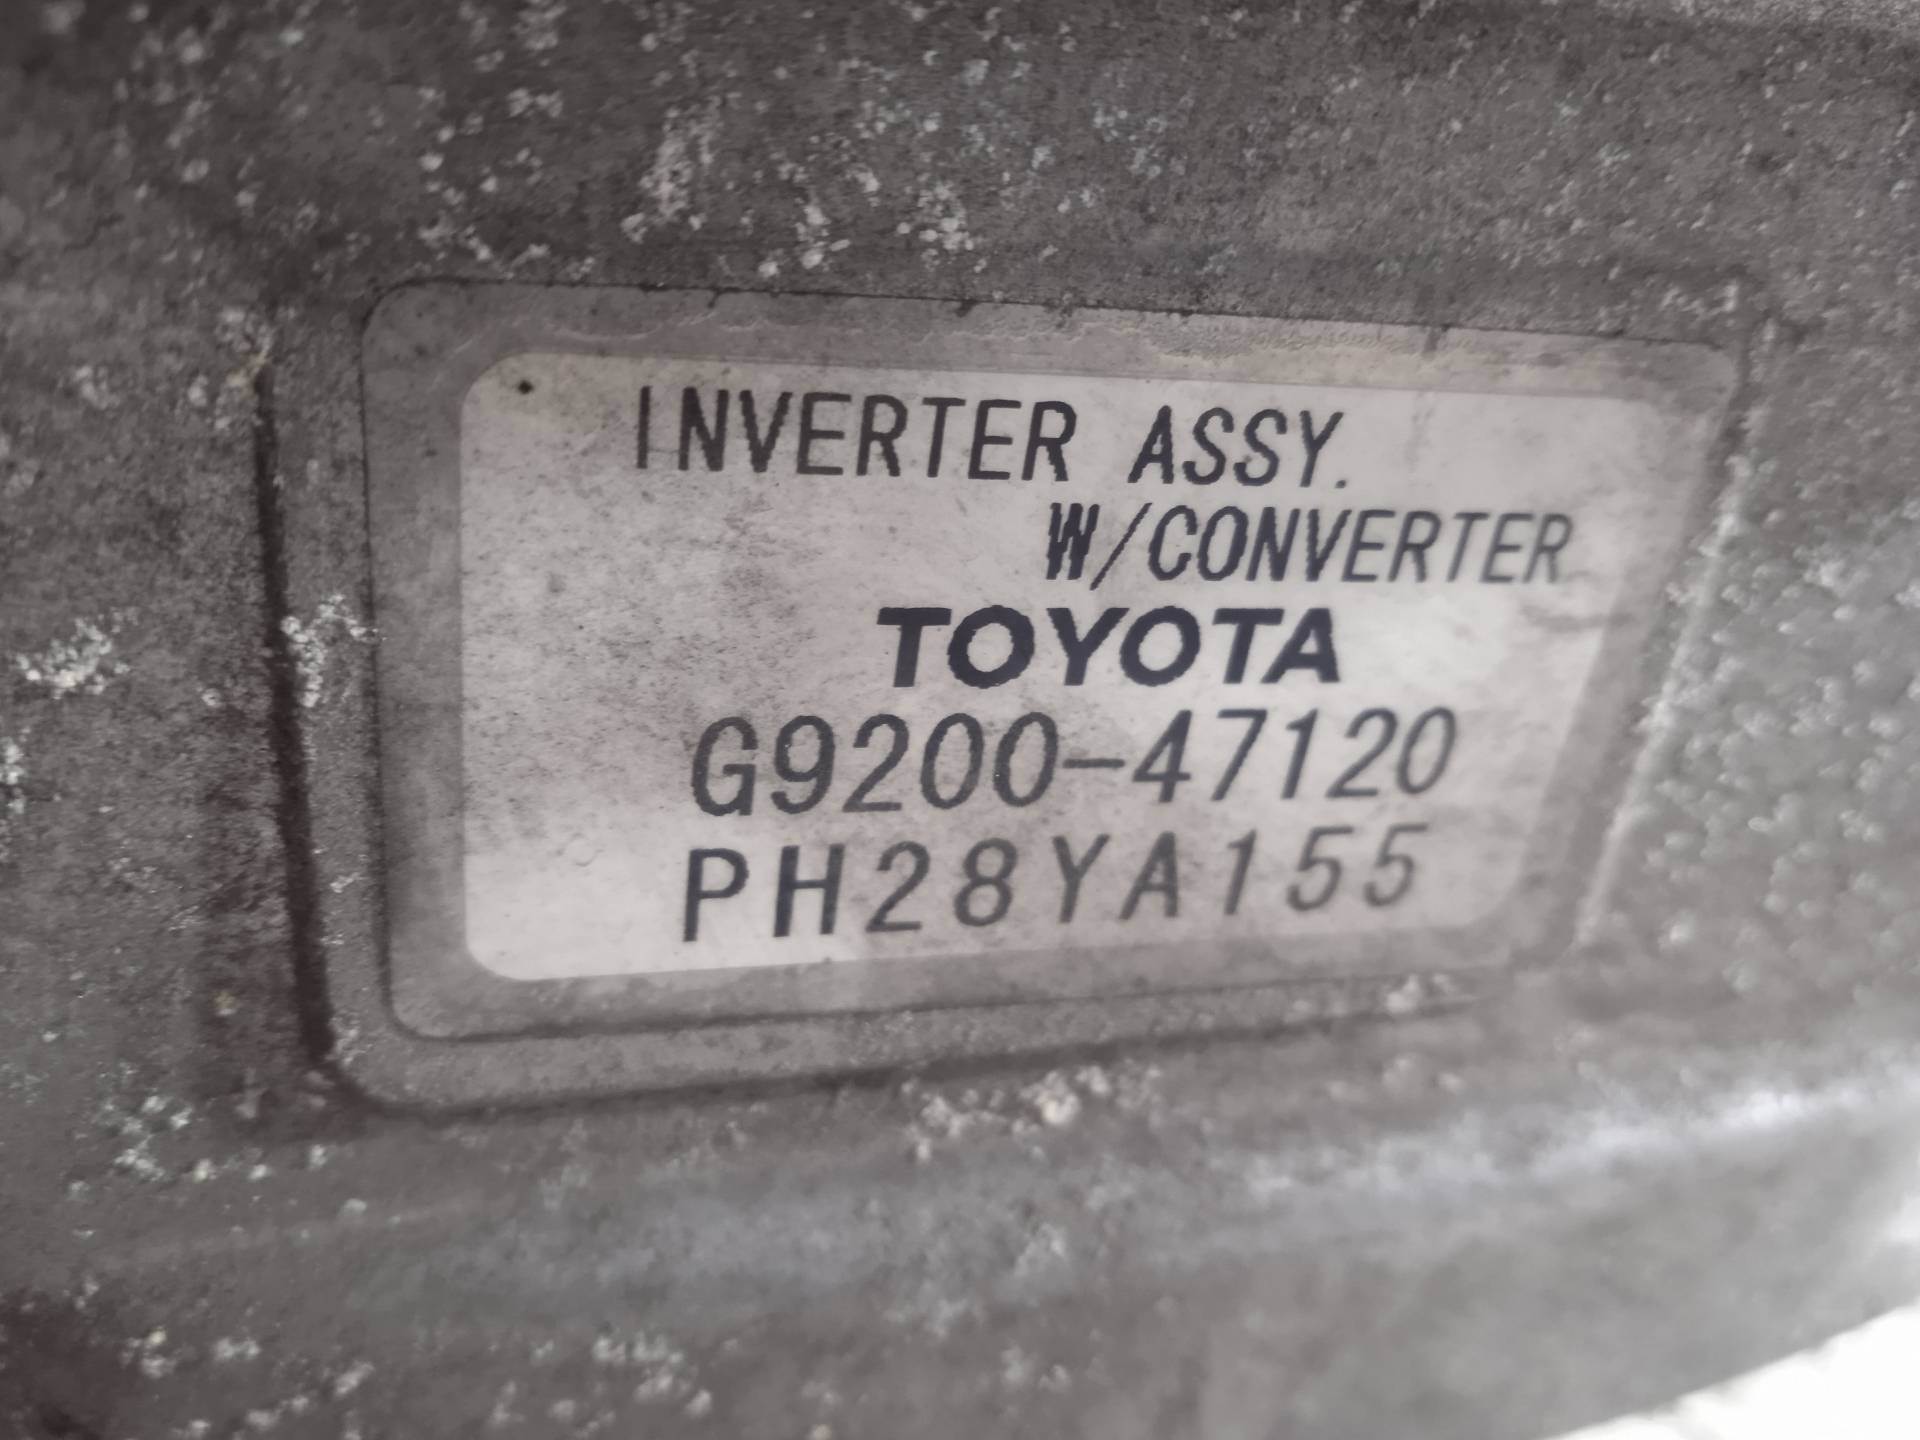 INVERTER ASSY.
W/CONVERTER
TOYOTA
G9200-47120
PH28YA155